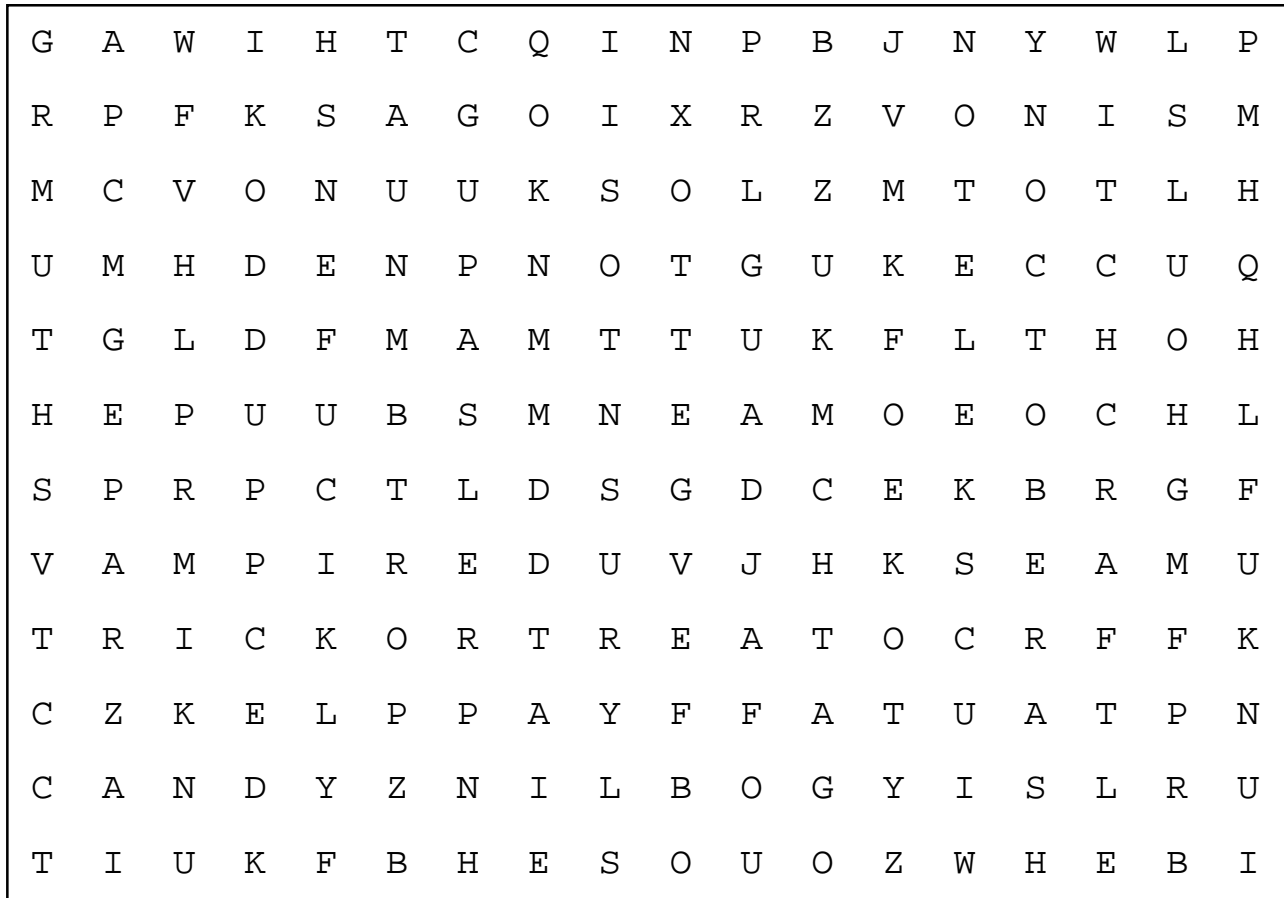 G A W I H T C Q I N P B J N Y W L P
R P F K S A G O I X R Z V O N I S M
M C V O N U U K S O L Z M T O T L H
U M H D E N P N O T G U K E C C U Q
T G L D F M A M T T U K F L T H O H
H E P U U B S M N E A M O E O C H L
S P R P C T L D S G D C E K B R G F
V A M P I R E D U V J H K S E A M U
T R I C K O R T R E A T O C R F F K
C Z K E L P P A Y F F A T U A T P N
C A N D Y Z N I L B O G Y I S L R U
T I U K F B H E S O U O Z W H E B I